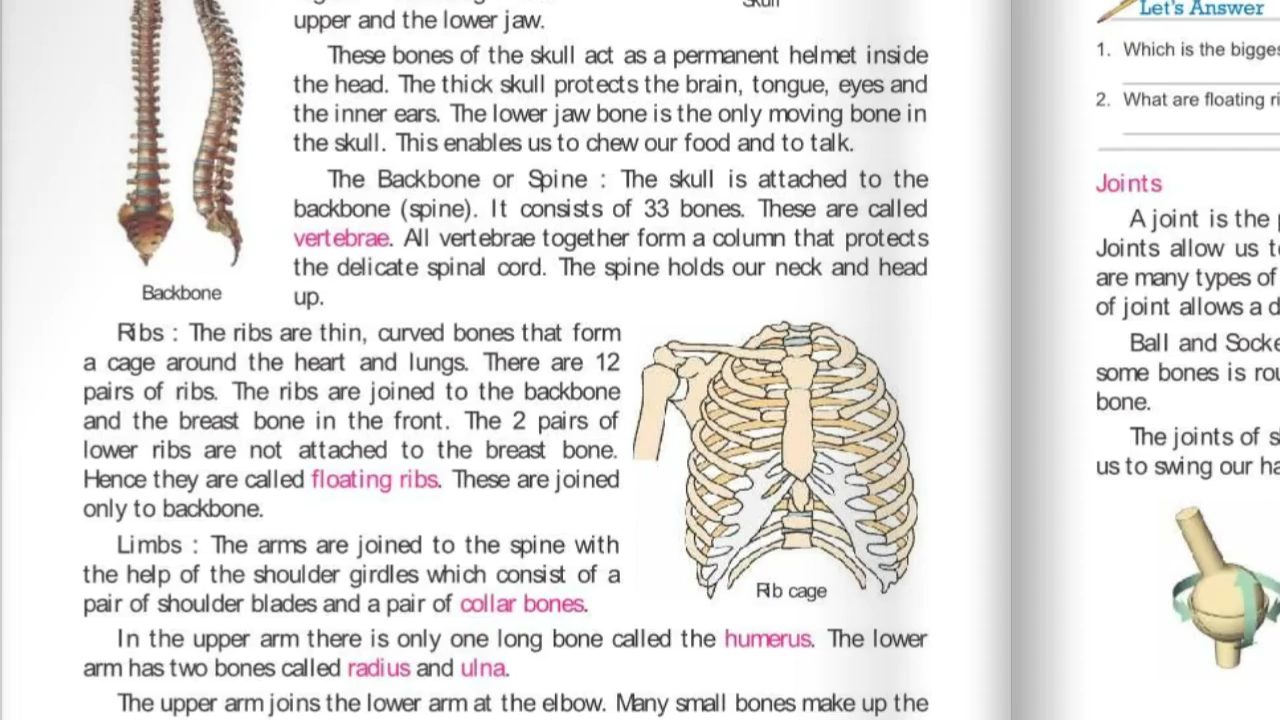 upper and the lower jaw.
These bones of the skull act as a permanent helmet inside
the head. The thick skull protects the brain, tongue, eyes and
the inner ears. The lower jaw bone is the only moving bone in
the skull. This enables us to chew our food and to talk.
The Backbone or Spine : The skull is attached to the
backbone (spine). It consists of 33 bones. These are called
vertebrae. All vertebrae together form a column that protects
the delicate spinal cord. The spine holds our neck and head
up.
Backbone
Ribs : The ribs are thin, curved bones that form
a cage around the heart and lungs. There are 12
pairs of ribs. The ribs are joined to the backbone
and the breast bone in the front. The 2 pairs of
lower ribs are not attached to the breast bone.
Hence they are called floating ribs. These are joined
only to backbone.
Limbs : The arms are joined to the spine with
the help of the shoulder girdles which consist of a
pair of shoulder blades and a pair of collar bones.
Rib cage
In the upper arm there is only one long bone called the humerus. The lower
arm has two bones called radius and ulna.
The upper arm joins the lower arm at the elbow. Many small bones make up the
Let's Answer
1. Which is the
2. What are floating
Joints
A joint is the
Joints allow us
are many types of
of joint allows a
Ball and
some bones is
bone.
The joints of
us to swing our